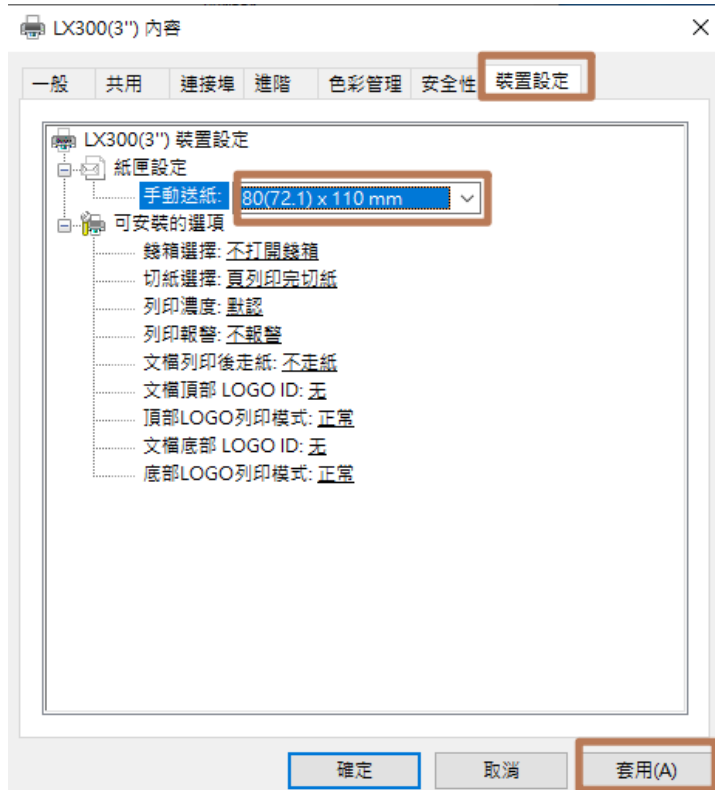 LX300(3") 內容
一般 共用 連接埠 進階 色彩管理 安全性 裝置設定
LX300(3") 裝置設定
紙匣設定
手動送紙: 80(72.1) x 110 mm
可安裝的選項
錢箱選擇: 不打開錢箱
切紙選擇: 頁列印完切紙
列印濃度: 默認
列印報警: 不報警
文檔列印後走紙: 不走紙
文檔頂部 LOGO ID: 无
頂部LOGO列印模式: 正常
文檔底部 LOGO ID: 无
底部LOGO列印模式: 正常
確定 取消 套用(A)